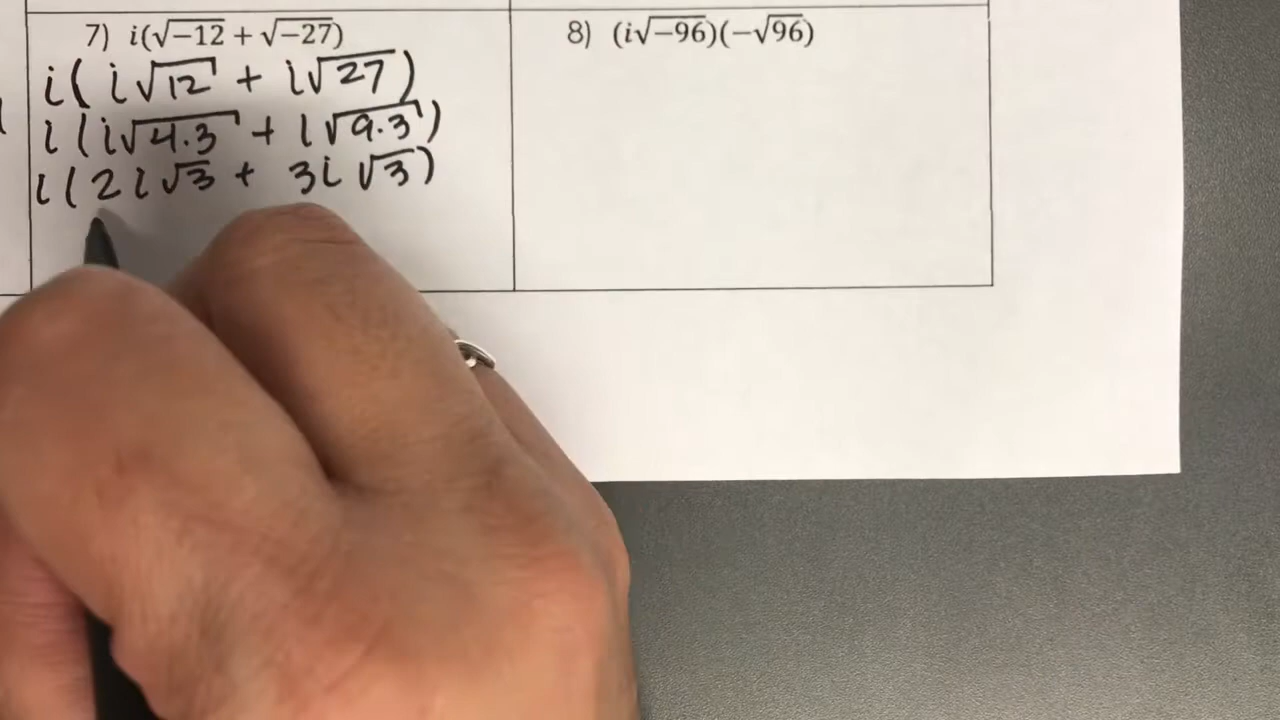 7) i(√−12 + √−27)
i(i√12 + i√27)
i(i√4·3 + i√9·3)
i(2i√3 + 3i√3)
8) (i√−96)(−√96)